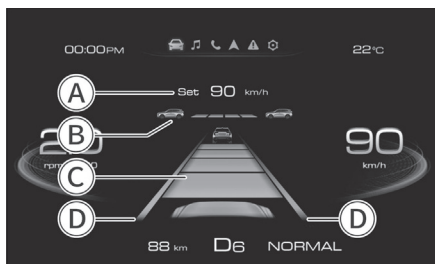 00:00PM 22°C
A Set 90 km/h
B
90
rpm km/h
C
D D
88 km D6 NORMAL